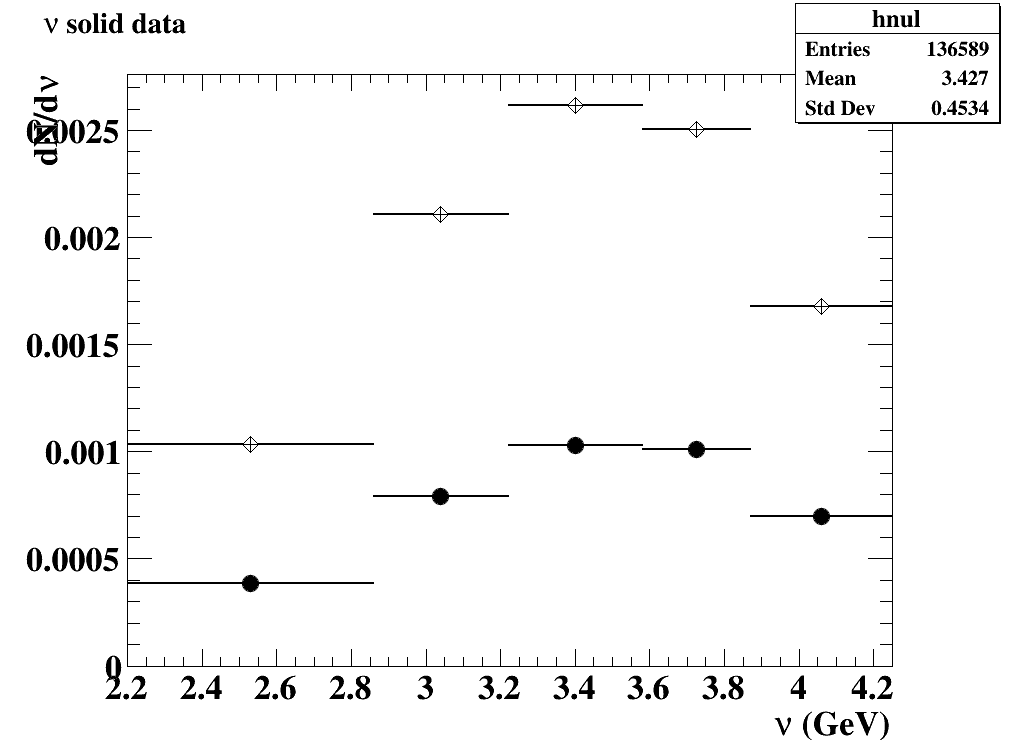 ν solid data
hnul
Entries 136589
Mean 3.427
Std Dev 0.4534
dN/dν
0.0025
0.002
0.0015
0.001
0.0005
0
2.2 2.4 2.6 2.8 3 3.2 3.4 3.6 3.8 4 4.2
ν (GeV)